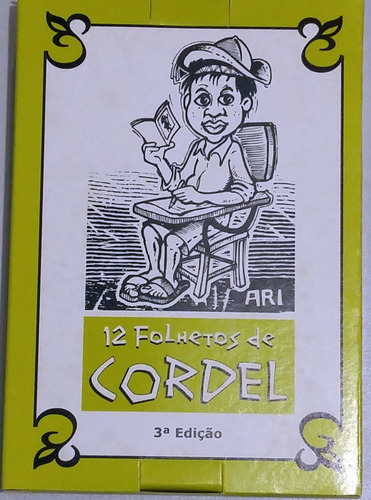 ARI
12 Folhetos de
CORDEL
3ª Edição